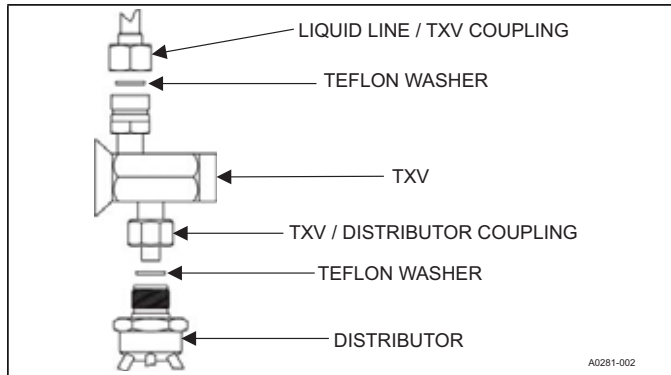 LIQUID LINE / TXV COUPLING
TEFLON WASHER
TXV
TXV / DISTRIBUTOR COUPLING
TEFLON WASHER
DISTRIBUTOR
A0281-002